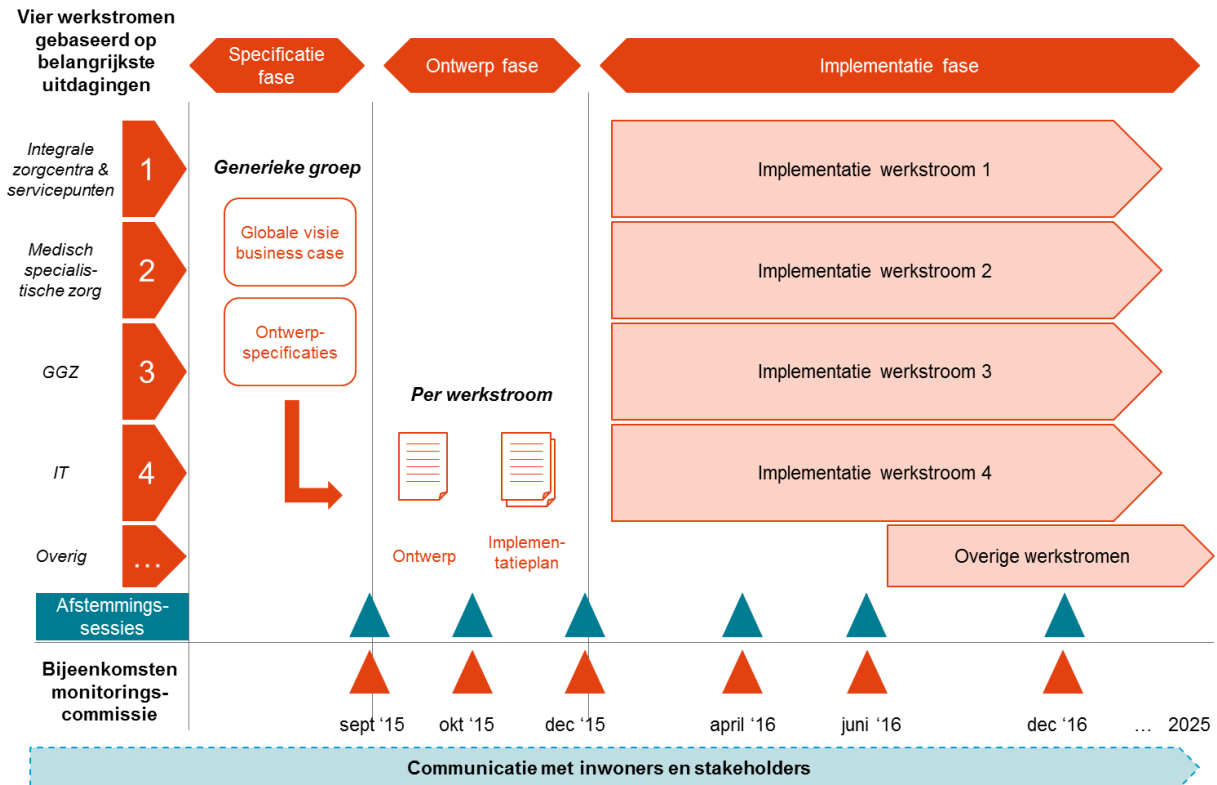 Vier werkstromen
gebaseerd op
belangrijkste
uitdagingen
Specificatie
fase
Ontwerp fase
Implementatie fase
Integrale
zorgcentra &
servicepunten
1
Generieke groep
Implementatie werkstroom 1
Globale visie
business case
Medisch
specialis-
tische zorg
2
Implementatie werkstroom 2
Ontwerp-
specificaties
GGZ
3
Implementatie werkstroom 3
Per werkstroom
IT
4
Implementatie werkstroom 4
Ontwerp
Implemen-
tatieplan
Overig
...
Overige werkstromen
Afstemmings-
sessies
Bijeenkomsten
monitorings-
commissie
sept ‘15
okt ‘15
dec ‘15
april ‘16
juni ‘16
dec ‘16
...
2025
Communicatie met inwoners en stakeholders